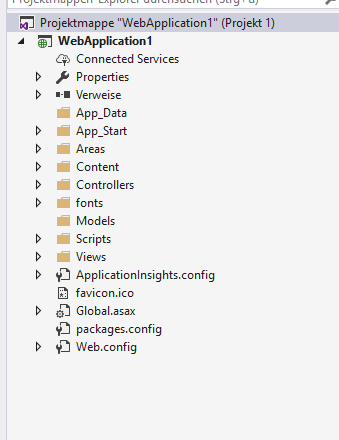 Projektmappen-Explorer durchsuchen (Strg+ü)
Projektmappe "WebApplication1" (Projekt 1)
WebApplication1
Connected Services
Properties
Verweise
App_Data
App_Start
Areas
Content
Controllers
fonts
Models
Scripts
Views
ApplicationInsights.config
favicon.ico
Global.asax
packages.config
Web.config